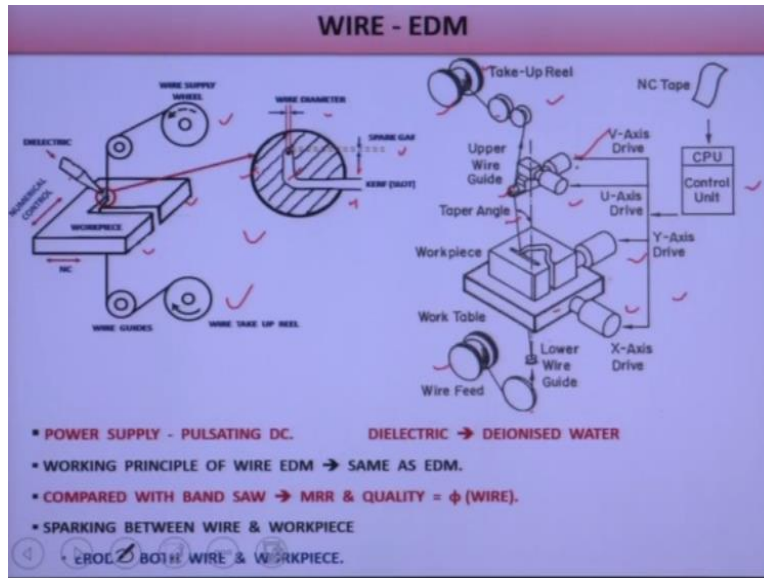 WIRE - EDM
WIRE SUPPLY
WHEEL
WIRE DIAMETER
DIELECTRIC
SPARK GAP
NUMERICAL
CONTROL
KERF (SLOT)
WORKPIECE
NC
WIRE GUIDES
WIRE TAKE UP REEL
Take-Up Reel
NC Tape
Upper
Wire
Guide
V-Axis
Drive
CPU
Control
Unit
U-Axis
Drive
Taper Angle
Workpiece
Y-Axis
Drive
Work Table
Lower
Wire
Guide
X-Axis
Drive
Wire Feed
▪ POWER SUPPLY - PULSATING DC. DIELECTRIC → DEIONISED WATER
▪ WORKING PRINCIPLE OF WIRE EDM → SAME AS EDM.
▪ COMPARED WITH BAND SAW → MRR & QUALITY = ϕ (WIRE).
▪ SPARKING BETWEEN WIRE & WORKPIECE
BOTH WIRE & WORKPIECE.